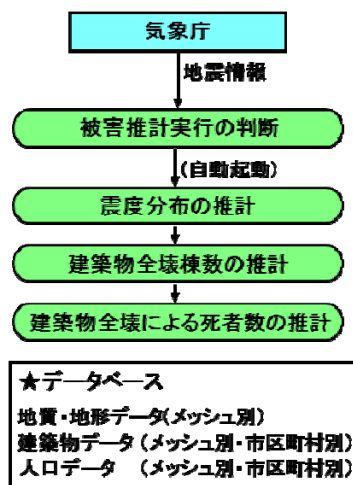 気象庁
地震情報
被害推計実行の判断
(自動起動)
震度分布の推計
建築物全壊棟数の推計
建築物全壊による死者数の推計
★データベース
地質・地形データ(メッシュ別)
建築物データ(メッシュ別・市区町村別)
人口データ (メッシュ別・市区町村別)